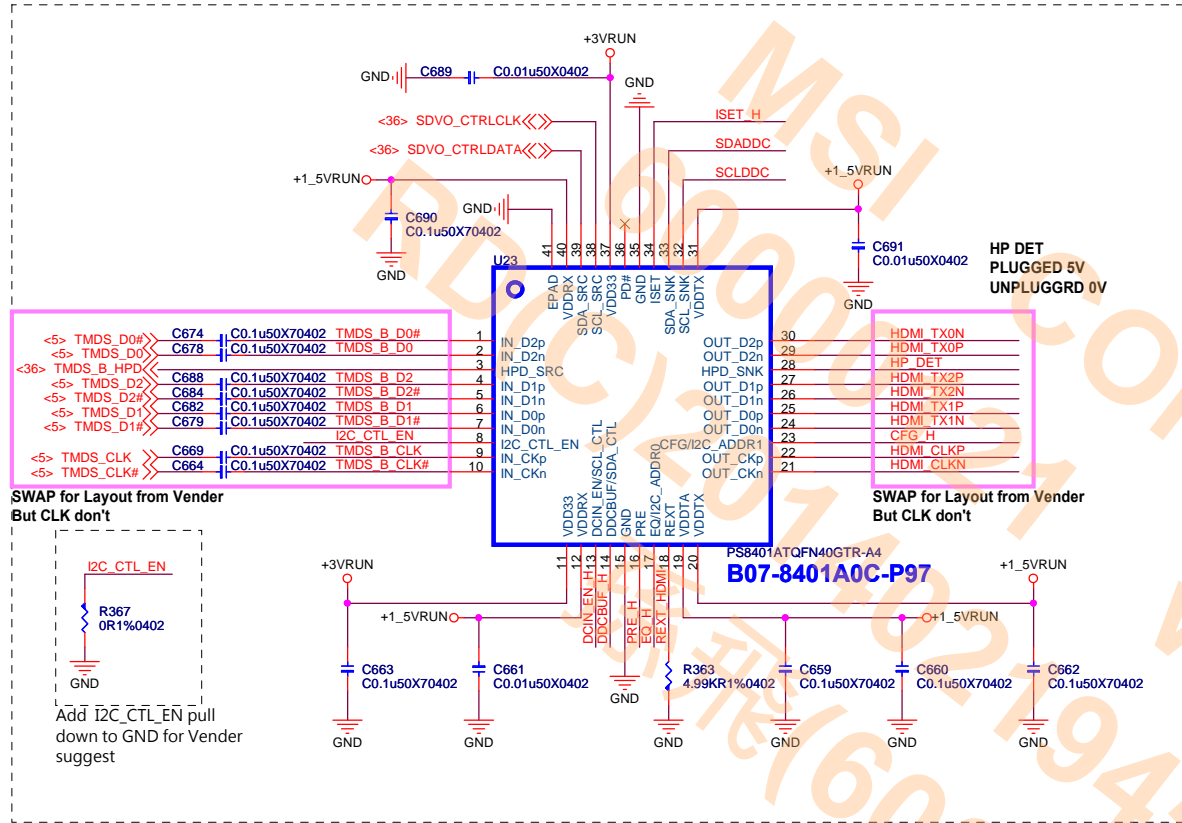 +3VRUN
GND C689 C0.01u50X0402
GND
<36> SDVO_CTRLCLK
ISET_H
<36> SDVO_CTRLDATA
SDADDC
SCLDDC
+1_5VRUN
+1_5VRUN
GND
C690
C0.1u50X70402
GND
C691
C0.01u50X0402
GND
HP DET
PLUGGED 5V
UNPLUGGRD 0V
U23
41 40 39 38 37 36 35 34 33 32 31
EPAD
VDDRX
SDA_SRC
SCL_SRC
VDD33
PD#
GND
ISET
SDA_SNK
SCL_SNK
VDDTX
<5> TMDS_D0# C674 C0.1u50X70402 TMDS_B_D0# 1 IN_D2p
<5> TMDS_D0 C678 C0.1u50X70402 TMDS_B_D0 2 IN_D2n
<36> TMDS_B_HPD 3 HPD_SRC
<5> TMDS_D2 C688 C0.1u50X70402 TMDS_B_D2 4 IN_D1p
<5> TMDS_D2# C684 C0.1u50X70402 TMDS_B_D2# 5 IN_D1n
<5> TMDS_D1 C682 C0.1u50X70402 TMDS_B_D1 6 IN_D0p
<5> TMDS_D1# C679 C0.1u50X70402 TMDS_B_D1# 7 IN_D0n
I2C_CTL_EN 8 I2C_CTL_EN
<5> TMDS_CLK C669 C0.1u50X70402 TMDS_B_CLK 9 IN_CKp
<5> TMDS_CLK# C664 C0.1u50X70402 TMDS_B_CLK# 10 IN_CKn
OUT_D2p 30 HDMI_TX0N
OUT_D2n 29 HDMI_TX0P
HPD_SNK 28 HP_DET
OUT_D1p 27 HDMI_TX2P
OUT_D1n 26 HDMI_TX2N
OUT_D0p 25 HDMI_TX1P
OUT_D0n 24 HDMI_TX1N
CFG/I2C_ADDR1 23 CFG_H
OUT_CKp 22 HDMI_CLKP
OUT_CKn 21 HDMI_CLKN
VDD33
VDDRX
DCIN_EN/SCL_CTL
DDCBUF/SDA_CTL
GND
PRE
EQ/I2C_ADDR0
REXT
VDDTA
VDDTX
11 12 13 14 15 16 17 18 19 20
SWAP for Layout from Vender
But CLK don't
SWAP for Layout from Vender
But CLK don't
PS8401ATQFN40GTR-A4
B07-8401A0C-P97
DCIN_EN_H
DDCBUF_H
PRE_H
EQ_H
REXT_HDMI
I2C_CTL_EN
R367
0R1%0402
GND
Add I2C_CTL_EN pull
down to GND for Vender
suggest
+3VRUN
+1_5VRUN
+1_5VRUN
+1_5VRUN
C663
C0.1u50X70402
GND
C661
C0.01u50X0402
GND
GND
R363
4.99KR1%0402
GND
C659
C0.1u50X70402
GND
C660
C0.1u50X70402
GND
C662
C0.1u50X70402
GND
MSI